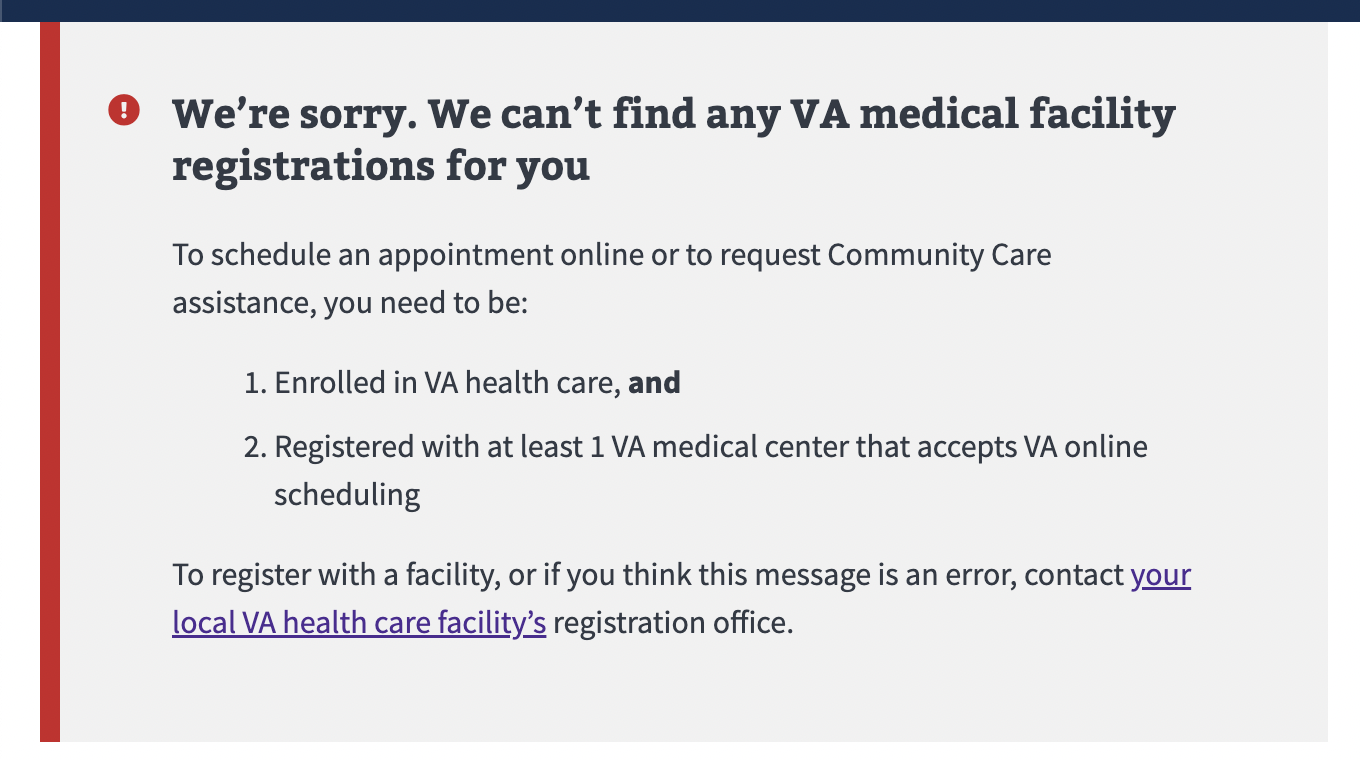 We’re sorry. We can’t find any VA medical facility
registrations for you
To schedule an appointment online or to request Community Care
assistance, you need to be:
1. Enrolled in VA health care, and
2. Registered with at least 1 VA medical center that accepts VA online
scheduling
To register with a facility, or if you think this message is an error, contact your
local VA health care facility’s registration office.